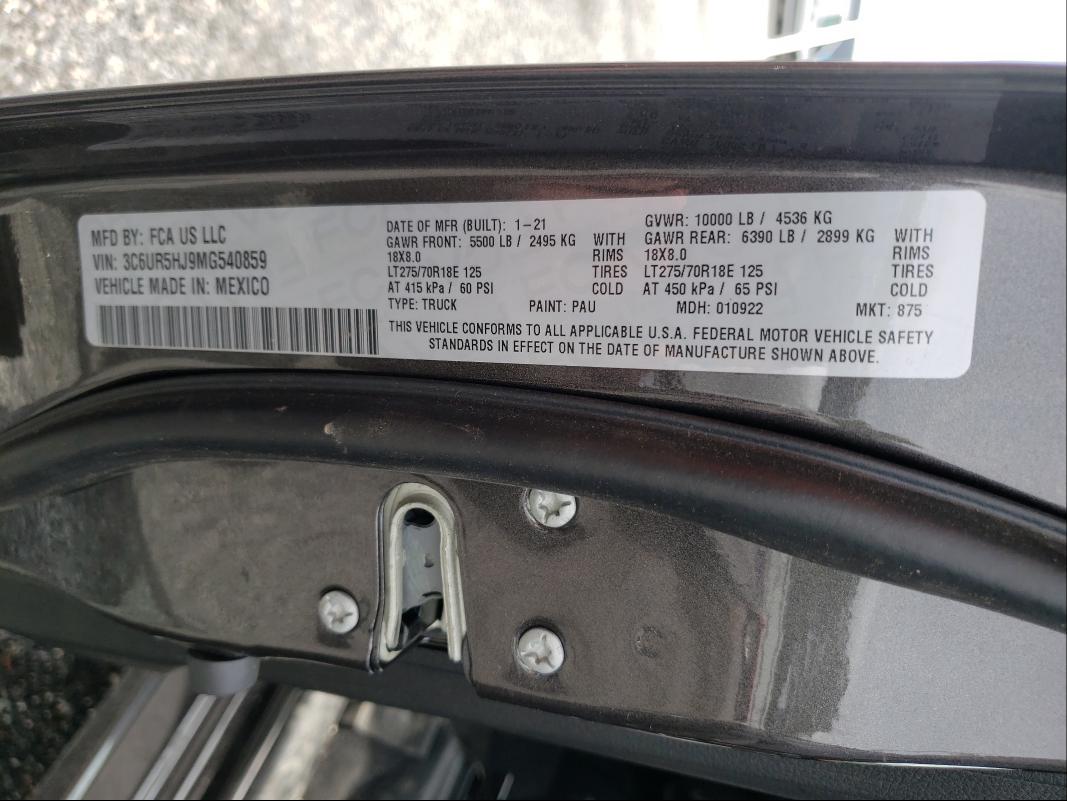 MFD BY: FCA US LLC
VIN: 3C6UR5HJ9MG540859
VEHICLE MADE IN: MEXICO
DATE OF MFR (BUILT): 1-21
GVWR: 10000 LB / 4536 KG
GAWR FRONT: 5500 LB / 2495 KG WITH
GAWR REAR: 6390 LB / 2899 KG WITH
18X8.0 RIMS
18X8.0 RIMS
LT275/70R18E 125 TIRES
LT275/70R18E 125 TIRES
AT 415 kPa / 60 PSI COLD
AT 450 kPa / 65 PSI COLD
TYPE: TRUCK PAINT: PAU MDH: 010922 MKT: 875
THIS VEHICLE CONFORMS TO ALL APPLICABLE U.S.A. FEDERAL MOTOR VEHICLE SAFETY
STANDARDS IN EFFECT ON THE DATE OF MANUFACTURE SHOWN ABOVE.